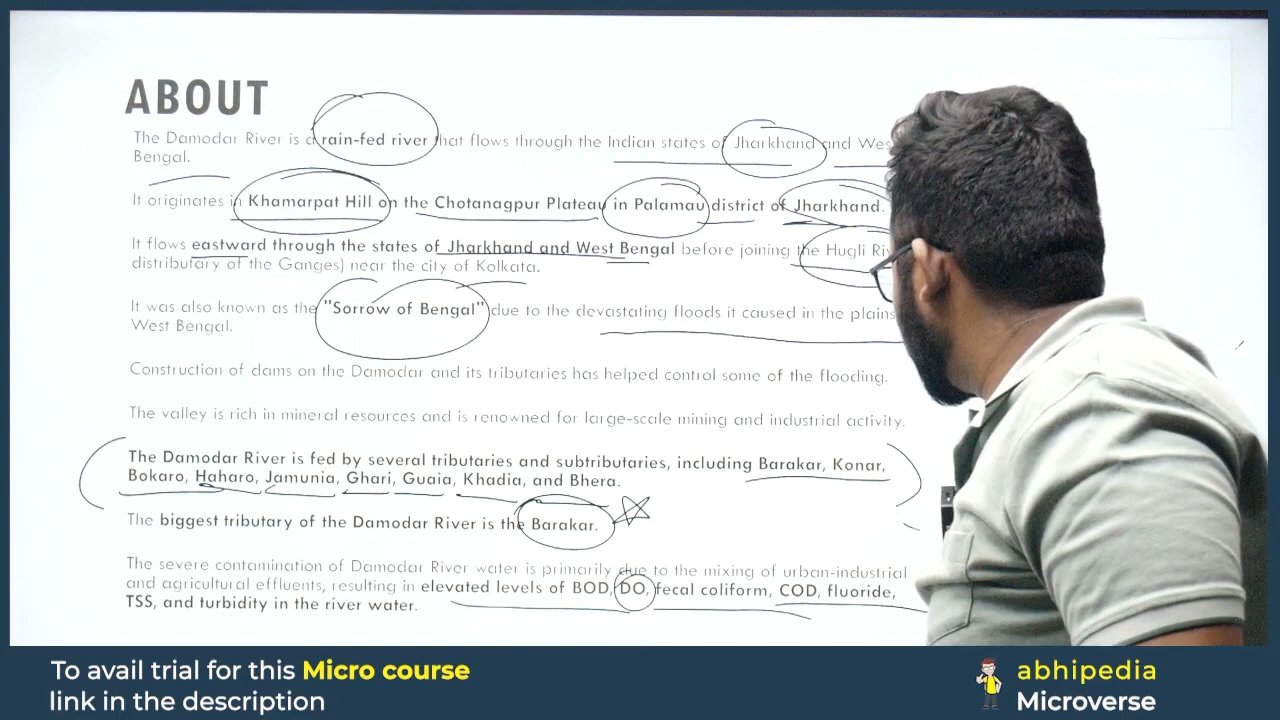 ABOUT
The Damodar River is a rain-fed river that flows through the Indian states of Jharkhand and West
Bengal.
It originates in Khamarpat Hill on the Chotanagpur Plateau in Palamau district of Jharkhand.
It flows eastward through the states of Jharkhand and West Bengal before joining the Hugli
distributary of the Ganges) near the city of Kolkata.
It was also known as the "Sorrow of Bengal" due to the devastating floods it caused in the plains
West Bengal.
Construction of dams on the Damodar and its tributaries has helped control some of the flooding.
The valley is rich in mineral resources and is renowned for large-scale mining and industrial activity.
The Damodar River is fed by several tributaries and subtributaries, including Barakar, Konar,
Bokaro, Haharo, Jamunia, Ghari, Guaia, Khadia, and Bhera.
The biggest tributary of the Damodar River is the Barakar.
The severe contamination of Damodar River water is primarily due to the mixing of urban-industrial
and agricultural effluents, resulting in elevated levels of BOD, DO, fecal coliform, COD, fluoride,
TSS, and turbidity in the river water.
To avail trial for this Micro course
link in the description
abhipedia
Microverse